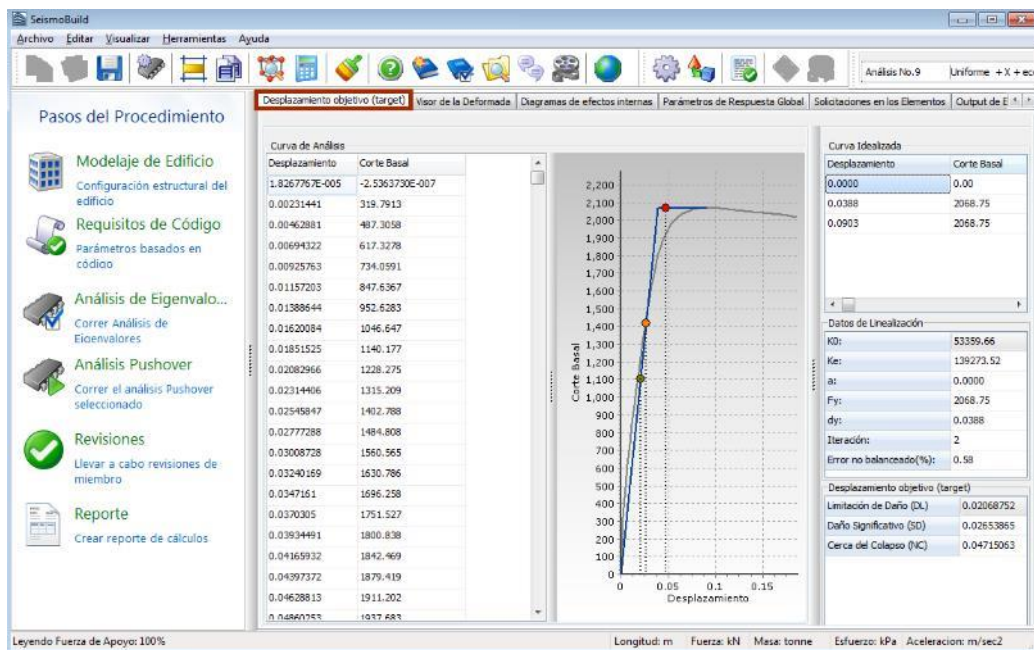 SeismoBuild
Archivo Editar Visualizar Herramientas Ayuda
Análisis No.9 Uniforme +X + ecc
Pasos del Procedimiento
Modelaje de Edificio
Configuración estructural del
edificio
Requisitos de Código
Parámetros basados en
código
Análisis de Eigenvalo...
Correr Análisis de
Eigenvalores
Análisis Pushover
Correr el análisis Pushover
seleccionado
Revisiones
Llevar a cabo revisiones de
miembro
Reporte
Crear reporte de cálculos
Desplazamiento objetivo (target) Visor de la Deformada Diagramas de efectos internas Parámetros de Respuesta Global Solicitaciones en los Elementos Output de E
Curva de Análisis
Desplazamiento Corte Basal
1.8267767E-005 -2.5363730E-007
0.00231441 319.7913
0.00462881 487.3058
0.00694322 617.3278
0.00925763 734.0591
0.01157203 847.6367
0.01388644 952.6283
0.01620084 1046.647
0.01851525 1140.177
0.02082966 1228.275
0.02314406 1315.209
0.02545847 1402.788
0.02777288 1484.808
0.03008728 1560.565
0.03240169 1630.786
0.0347161 1696.258
0.0370305 1751.527
0.03934491 1800.838
0.04165932 1842.469
0.04397372 1879.419
0.04628813 1911.202
0.04860253 1937.683
2,200
2,100
2,000
1,900
1,800
1,700
1,600
1,500
1,400
1,300
1,200
1,100
1,000
900
800
700
600
500
400
300
200
100
0
Corte Basal
0 0.05 0.1 0.15
Desplazamiento
Curva Idealizada
Desplazamiento Corte Basal
0.0000 0.00
0.0388 2068.75
0.0903 2068.75
Datos de Linealización
K0: 53359.66
Ke: 139273.52
a: 0.0000
Fy: 2068.75
dy: 0.0388
Iteración: 2
Error no balanceado(%): 0.58
Desplazamiento objetivo (target)
Limitación de Daño (DL) 0.02068752
Daño Significativo (SD) 0.02653865
Cerca del Colapso (NC) 0.04715063
Leyendo Fuerza de Apoyo: 100% Longitud: m Fuerza: kN Masa: tonne Esfuerzo: kPa Aceleracion: m/sec2